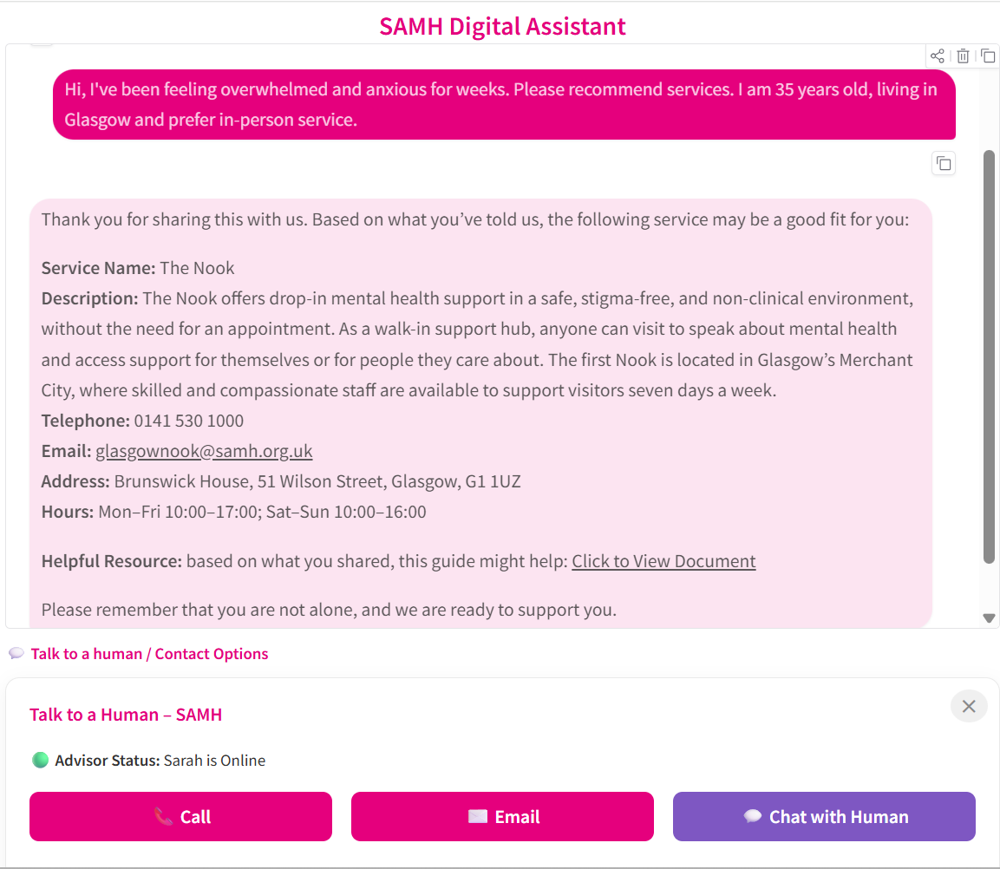 SAMH Digital Assistant
Hi, I've been feeling overwhelmed and anxious for weeks. Please recommend services. I am 35 years old, living in
Glasgow and prefer in-person service.
Thank you for sharing this with us. Based on what you’ve told us, the following service may be a good fit for you:
Service Name: The Nook
Description: The Nook offers drop-in mental health support in a safe, stigma-free, and non-clinical environment,
without the need for an appointment. As a walk-in support hub, anyone can visit to speak about mental health
and access support for themselves or for people they care about. The first Nook is located in Glasgow’s Merchant
City, where skilled and compassionate staff are available to support visitors seven days a week.
Telephone: 0141 530 1000
Email: glasgownook@samh.org.uk
Address: Brunswick House, 51 Wilson Street, Glasgow, G1 1UZ
Hours: Mon–Fri 10:00–17:00; Sat–Sun 10:00–16:00
Helpful Resource: based on what you shared, this guide might help: Click to View Document
Please remember that you are not alone, and we are ready to support you.
Talk to a human / Contact Options
Talk to a Human – SAMH
Advisor Status: Sarah is Online
Call
Email
Chat with Human